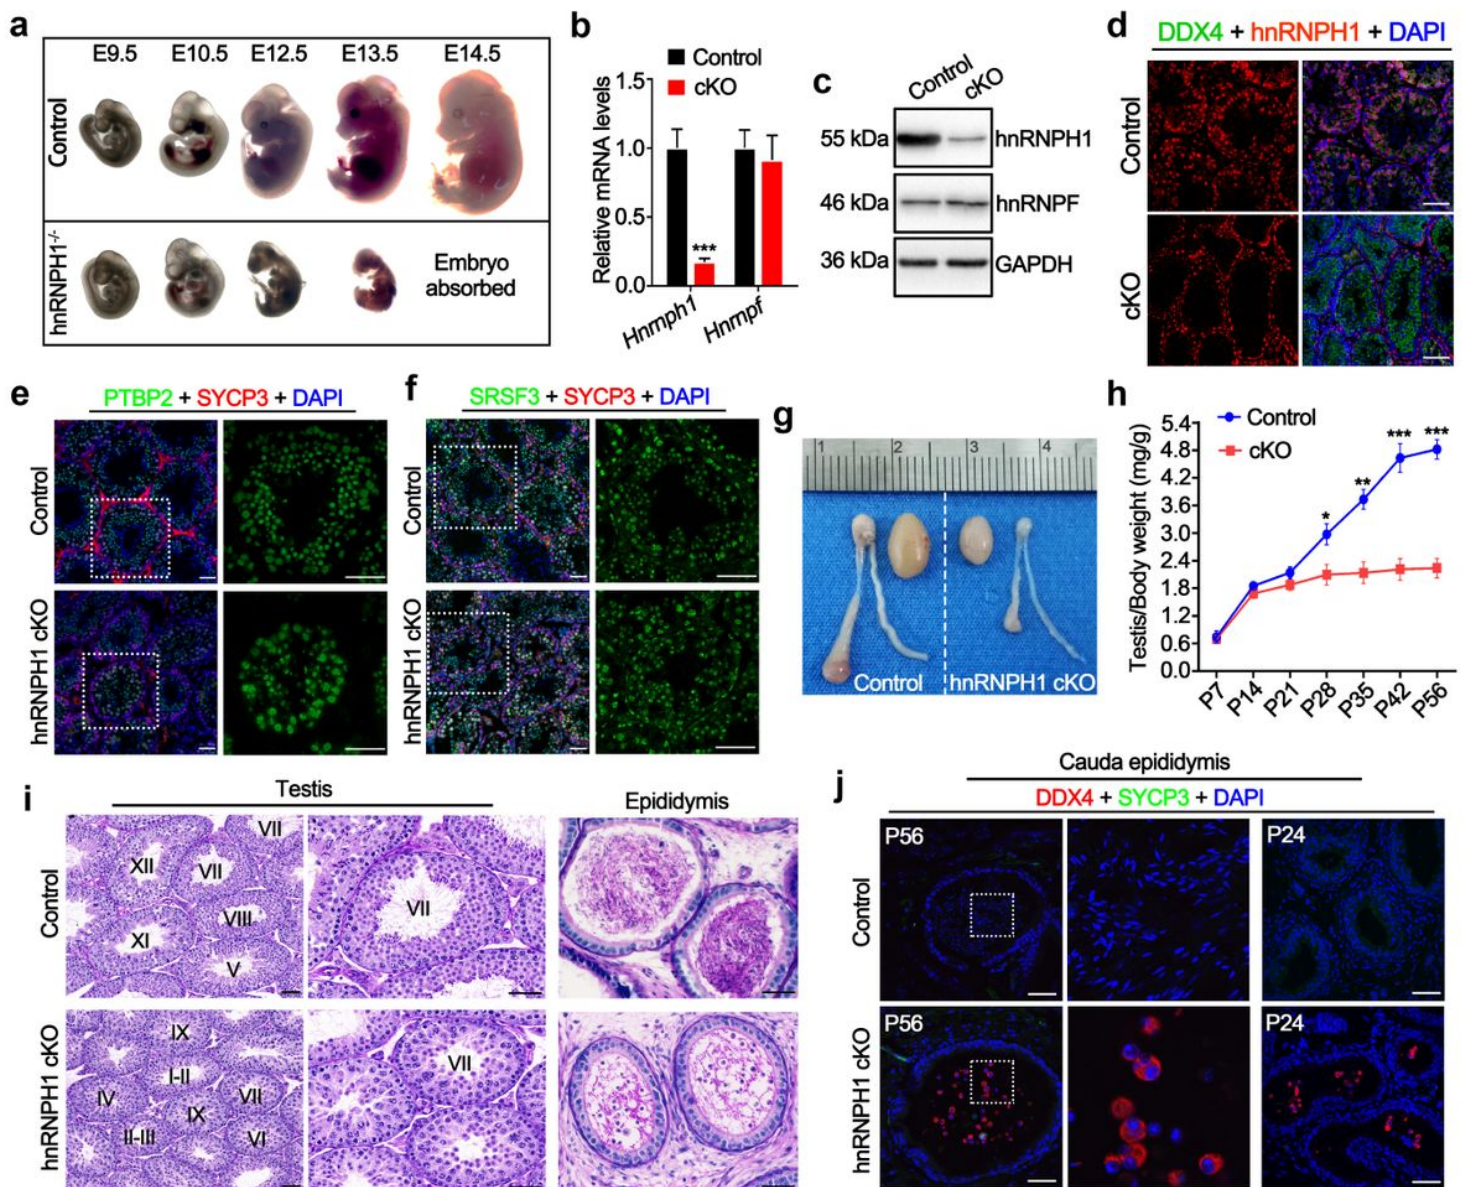 a
E9.5 E10.5 E12.5 E13.5 E14.5
Control
hnRNPH1-/-
Embryo
absorbed
b
Control
cKO
Relative mRNA levels
1.5
1.0
0.5
0.0
***
Hnrnph1
Hnrnpf
c
Control cKO
55 kDa hnRNPH1
46 kDa hnRNPF
36 kDa GAPDH
d
DDX4 + hnRNPH1 + DAPI
Control
cKO
e
PTBP2 + SYCP3 + DAPI
Control
hnRNPH1 cKO
f
SRSF3 + SYCP3 + DAPI
Control
hnRNPH1 cKO
g
1 2 3 4
Control hnRNPH1 cKO
h
Control
cKO
Testis/Body weight (mg/g)
5.4
4.8
4.2
3.6
3.0
2.4
1.8
1.2
0.6
0.0
* ** *** ***
P7 P14 P21 P28 P35 P42 P56
i
Testis
Epididymis
Control
VII
XII VII
VIII
XI
V
VII
hnRNPH1 cKO
IX
I-II
IV VII
IX
II-III VI
VII
j
Cauda epididymis
DDX4 + SYCP3 + DAPI
Control
P56 P24
hnRNPH1 cKO
P56 P24